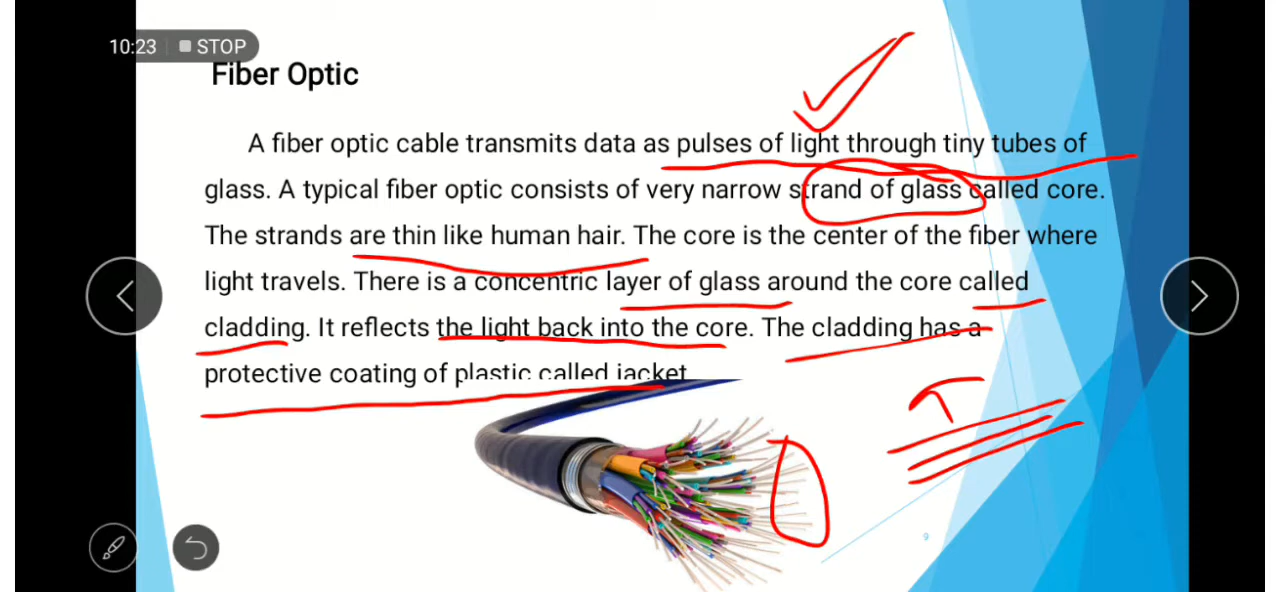 10:23 STOP
Fiber Optic
A fiber optic cable transmits data as pulses of light through tiny tubes of
glass. A typical fiber optic consists of very narrow strand of glass called core.
The strands are thin like human hair. The core is the center of the fiber where
light travels. There is a concentric layer of glass around the core called
cladding. It reflects the light back into the core. The cladding has a
protective coating of plastic called jacket
9